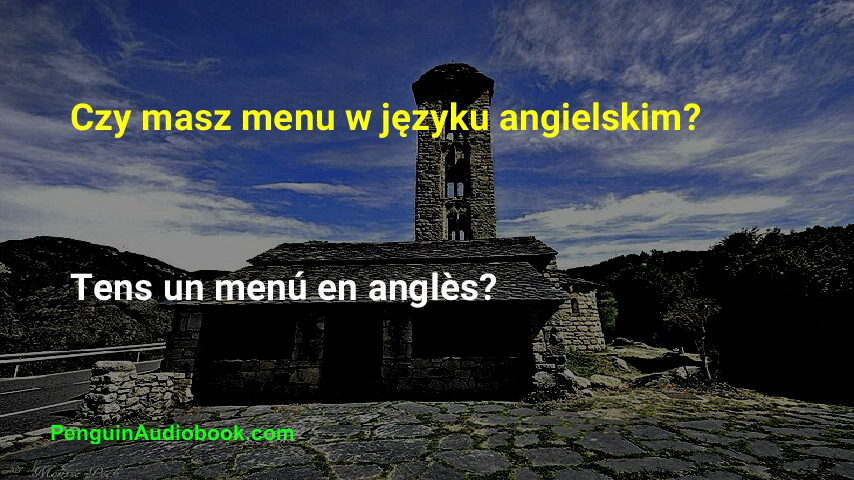 Czy masz menu w języku angielskim?
Tens un menú en anglès?
PenguinAudiobook.com